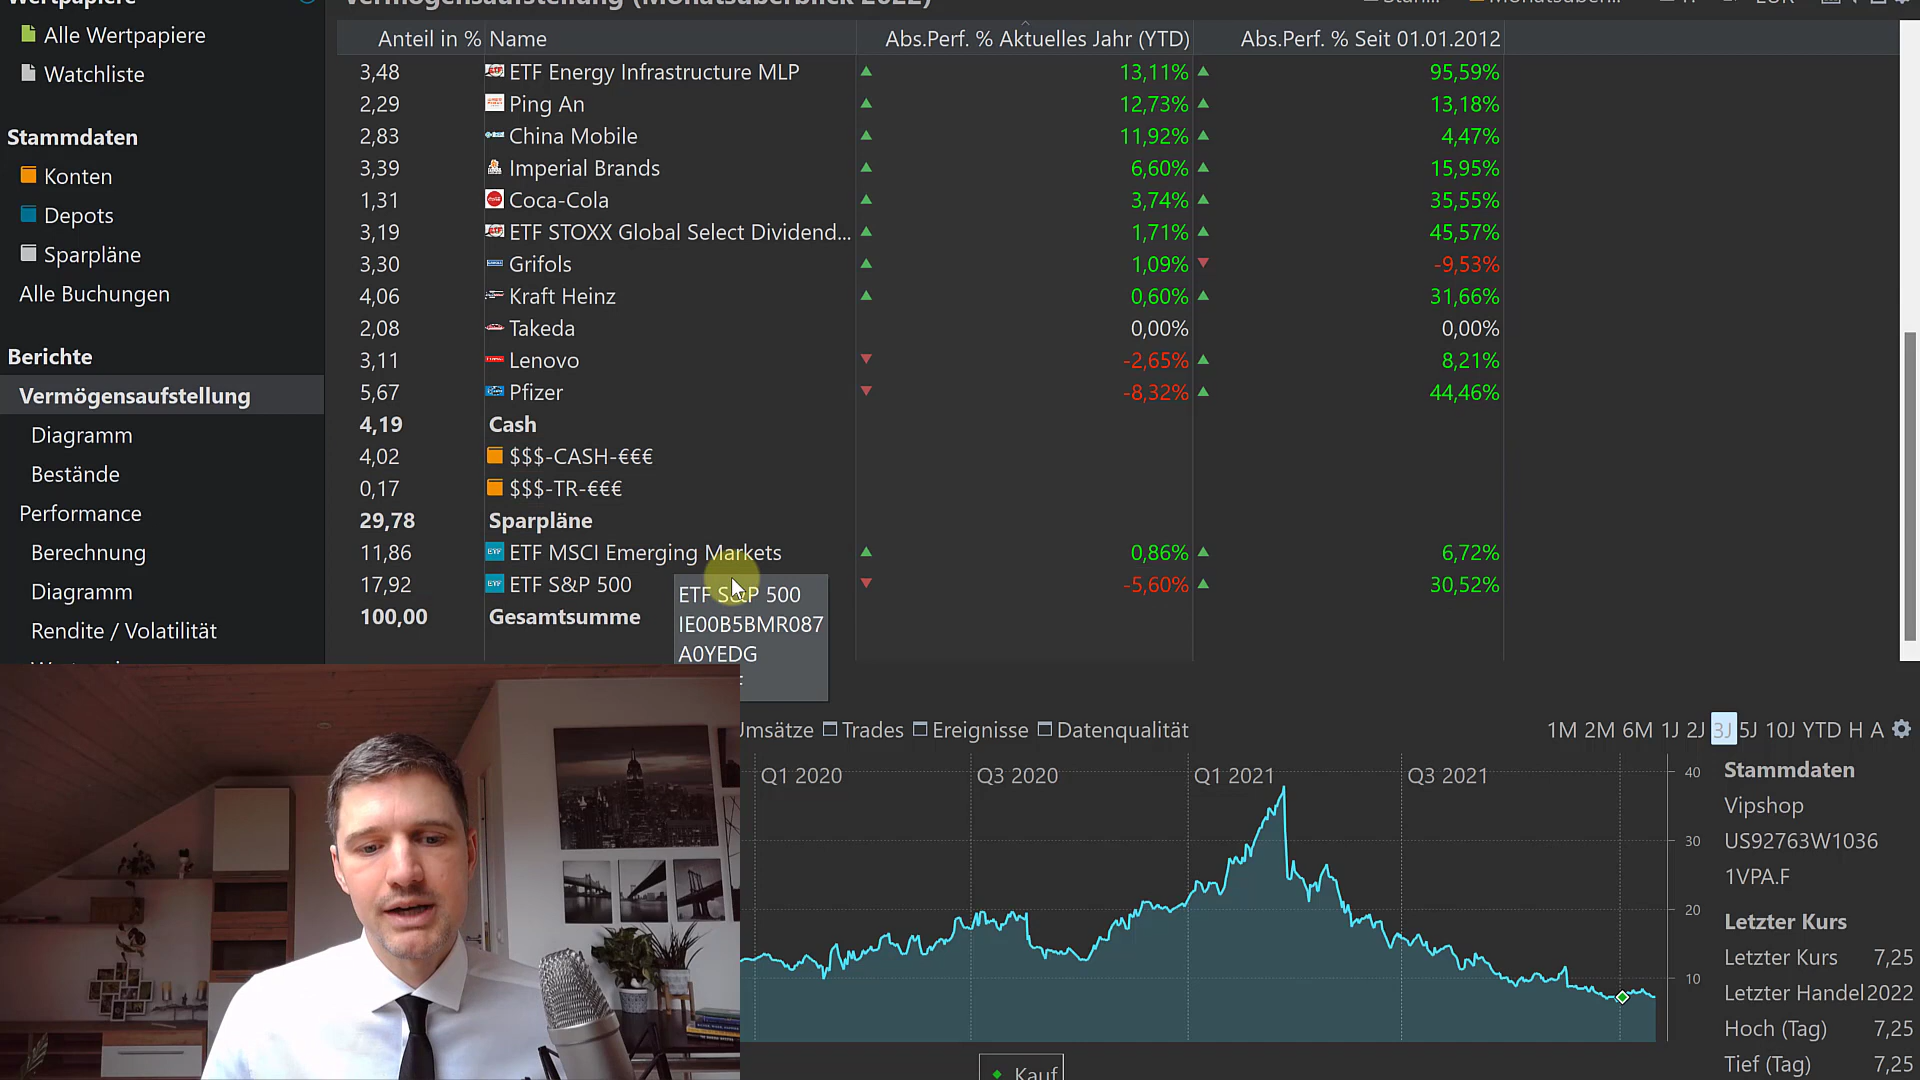 Wertpapiere
Vermögensaufstellung (Monatsüberblick 2022)
EUR
Alle Wertpapiere
Watchliste
Stammdaten
Konten
Depots
Sparpläne
Alle Buchungen
Berichte
Vermögensaufstellung
Diagramm
Bestände
Performance
Berechnung
Diagramm
Rendite / Volatilität
Anteil in % Name Abs.Perf. % Aktuelles Jahr (YTD) Abs.Perf. % Seit 01.01.2012
3,48 ETF Energy Infrastructure MLP 13,11% 95,59%
2,29 Ping An 12,73% 13,18%
2,83 China Mobile 11,92% 4,47%
3,39 Imperial Brands 6,60% 15,95%
1,31 Coca-Cola 3,74% 35,55%
3,19 ETF STOXX Global Select Dividend... 1,71% 45,57%
3,30 Grifols 1,09% -9,53%
4,06 Kraft Heinz 0,60% 31,66%
2,08 Takeda 0,00% 0,00%
3,11 Lenovo -2,65% 8,21%
5,67 Pfizer -8,32% 44,46%
4,19 Cash
4,02 $$$-CASH-€€€
0,17 $$$-TR-€€€
29,78 Sparpläne
11,86 ETF MSCI Emerging Markets 0,86% 6,72%
17,92 ETF S&P 500 -5,60% 30,52%
100,00 Gesamtsumme
ETF S&P 500
IE00B5BMR087
A0YEDG
Umsätze Trades Ereignisse Datenqualität
1M 2M 6M 1J 2J 3J 5J 10J YTD H A
Q1 2020 Q3 2020 Q1 2021 Q3 2021
40
30
20
10
Kauf
Stammdaten
Vipshop
US92763W1036
1VPA.F
Letzter Kurs
Letzter Kurs 7,25
Letzter Handel 2022
Hoch (Tag) 7,25
Tief (Tag) 7,25